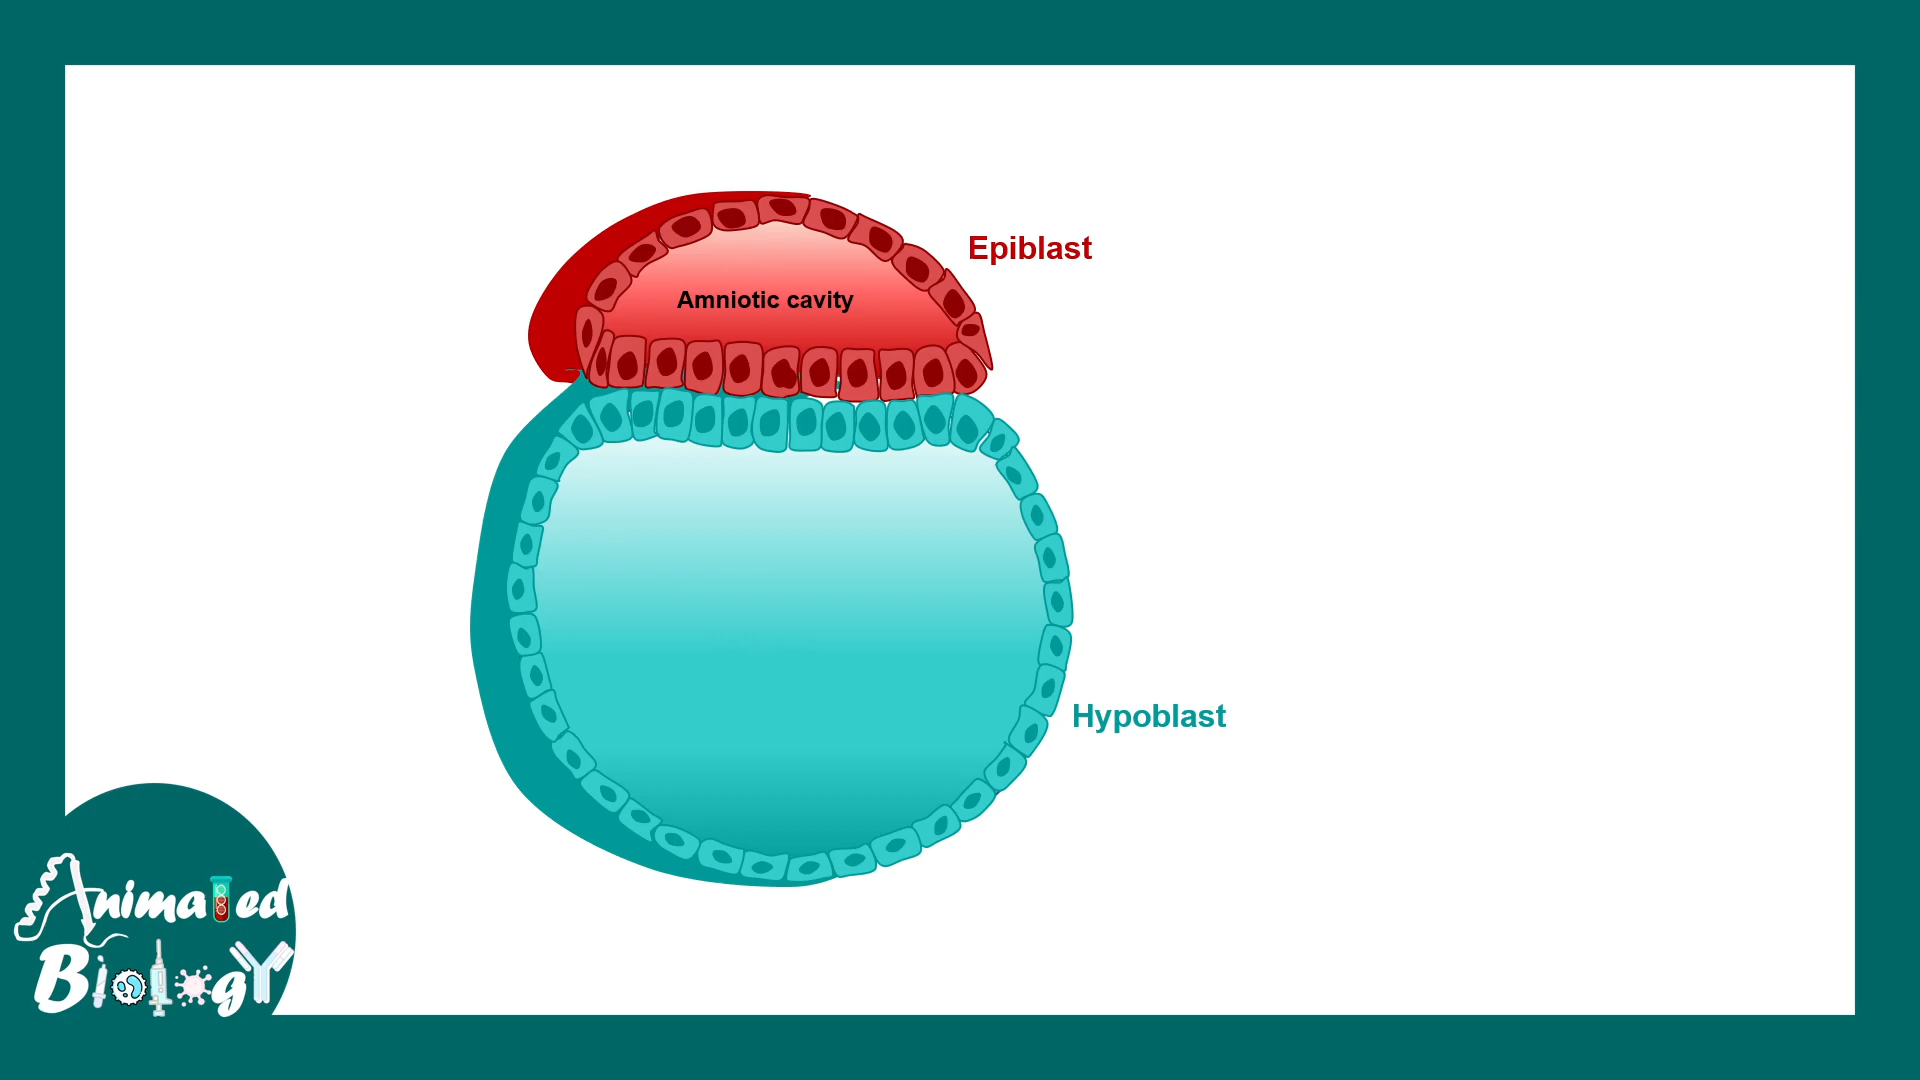 Epiblast
Amniotic cavity
Hypoblast
Animated
Biology